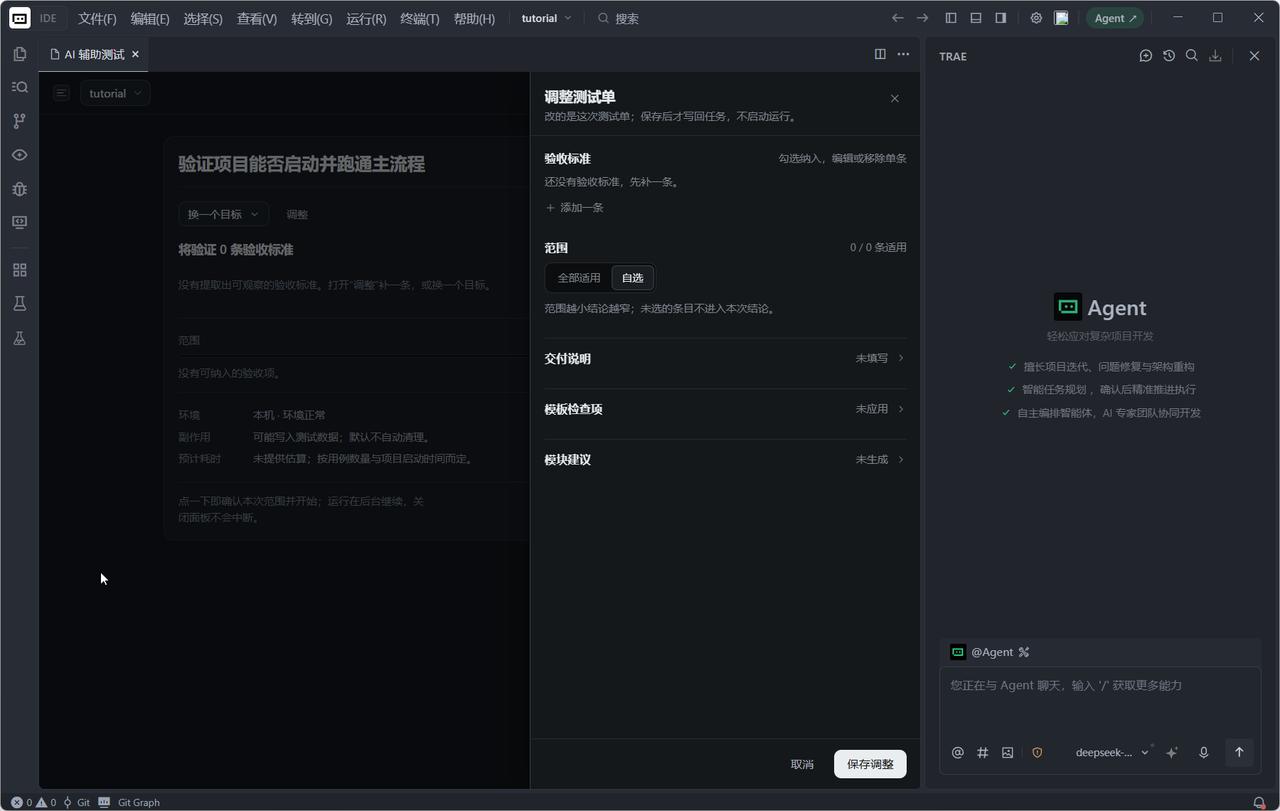 IDE 文件(F) 编辑(E) 选择(S) 查看(V) 转到(G) 运行(R) 终端(T) 帮助(H) tutorial 搜索 Agent
AI 辅助测试
tutorial
验证项目能否启动并跑通主流程
换一个目标 调整
将验证 0 条验收标准
没有提取出可观察的验收标准。打开“调整”补一条，或换一个目标。
范围
没有可纳入的验收项。
环境 本机 · 环境正常
副作用 可能写入测试数据；默认不自动清理。
预计耗时 未提供估算；按用例数量与项目启动时间而定。
点一下即确认本次范围并开始；运行在后台继续，关
闭面板不会中断。
调整测试单
改的是这次测试单；保存后才写回任务，不启动运行。
验收标准 勾选纳入，编辑或移除单条
还没有验收标准，先补一条。
添加一条
范围 0 / 0 条适用
全部适用 自选
范围越小结论越窄；未选的条目不进入本次结论。
交付说明 未填写
模板检查项 未应用
模块建议 未生成
取消 保存调整
TRAE
Agent
轻松应对复杂项目开发
擅长项目迭代、问题修复与架构重构
智能任务规划 ，确认后精准推进执行
自主编排智能体，AI 专家团队协同开发
@Agent
您正在与 Agent 聊天，输入 '/' 获取更多能力
deepseek-...
0 0 Git Git Graph